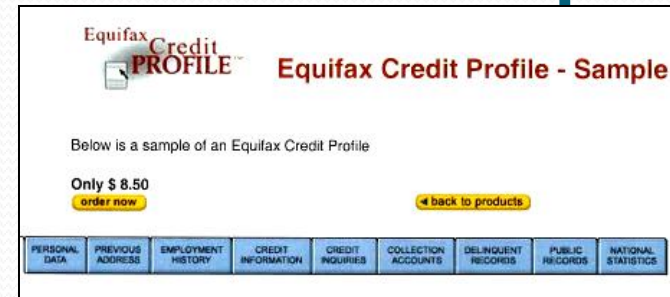 Equifax
Credit
PROFILE™
Equifax Credit Profile - Sample
Below is a sample of an Equifax Credit Profile
Only $ 8.50
order now
back to products
PERSONAL DATA
PREVIOUS ADDRESS
EMPLOYMENT HISTORY
CREDIT INFORMATION
CREDIT INQUIRIES
COLLECTION ACCOUNTS
DELINQUENT RECORDS
PUBLIC RECORDS
NATIONAL STATISTICS